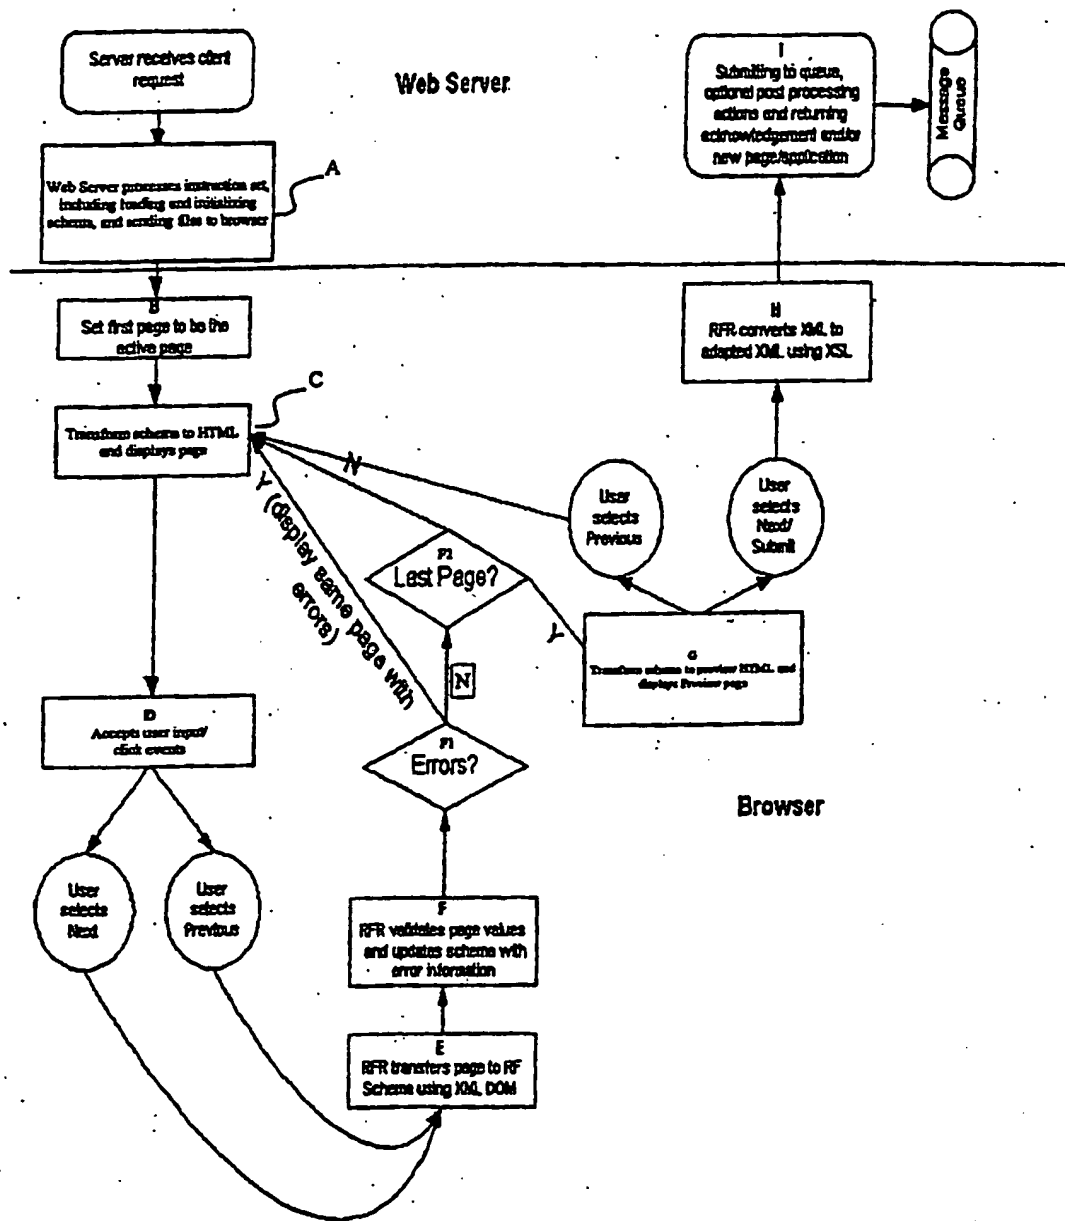 Server receives client
request
Web Server
I
Submitting to queue,
optional post processing
actions and returning
acknowledgement and/or
new page/application
Message
Queue
A
Web Server processes instruction set,
including loading and initializing
schema, and sending files to browser
B
Set first page to be the
active page
H
RFR converts XML to
adapted XML using XSL
C
Transform schema to HTML
and displays page
N
User
selects
Previous
User
selects
Next/
Submit
Y (display same page with
errors)
F2
Last Page?
Y
G
Transform schema to preview HTML and
displays Preview page
N
D
Accepts user input/
click events
F1
Errors?
Browser
User
selects
Next
User
selects
Previous
F
RFR validates page values
and updates schema with
error information
E
RFR transfers page to RF
Schema using XML DOM